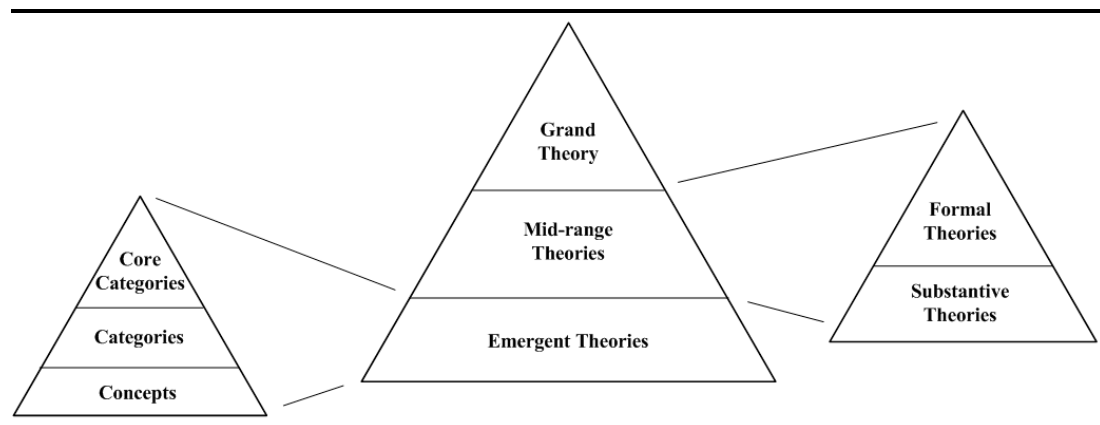 Grand
Theory
Mid-range
Theories
Emergent Theories
Core
Categories
Categories
Concepts
Formal
Theories
Substantive
Theories